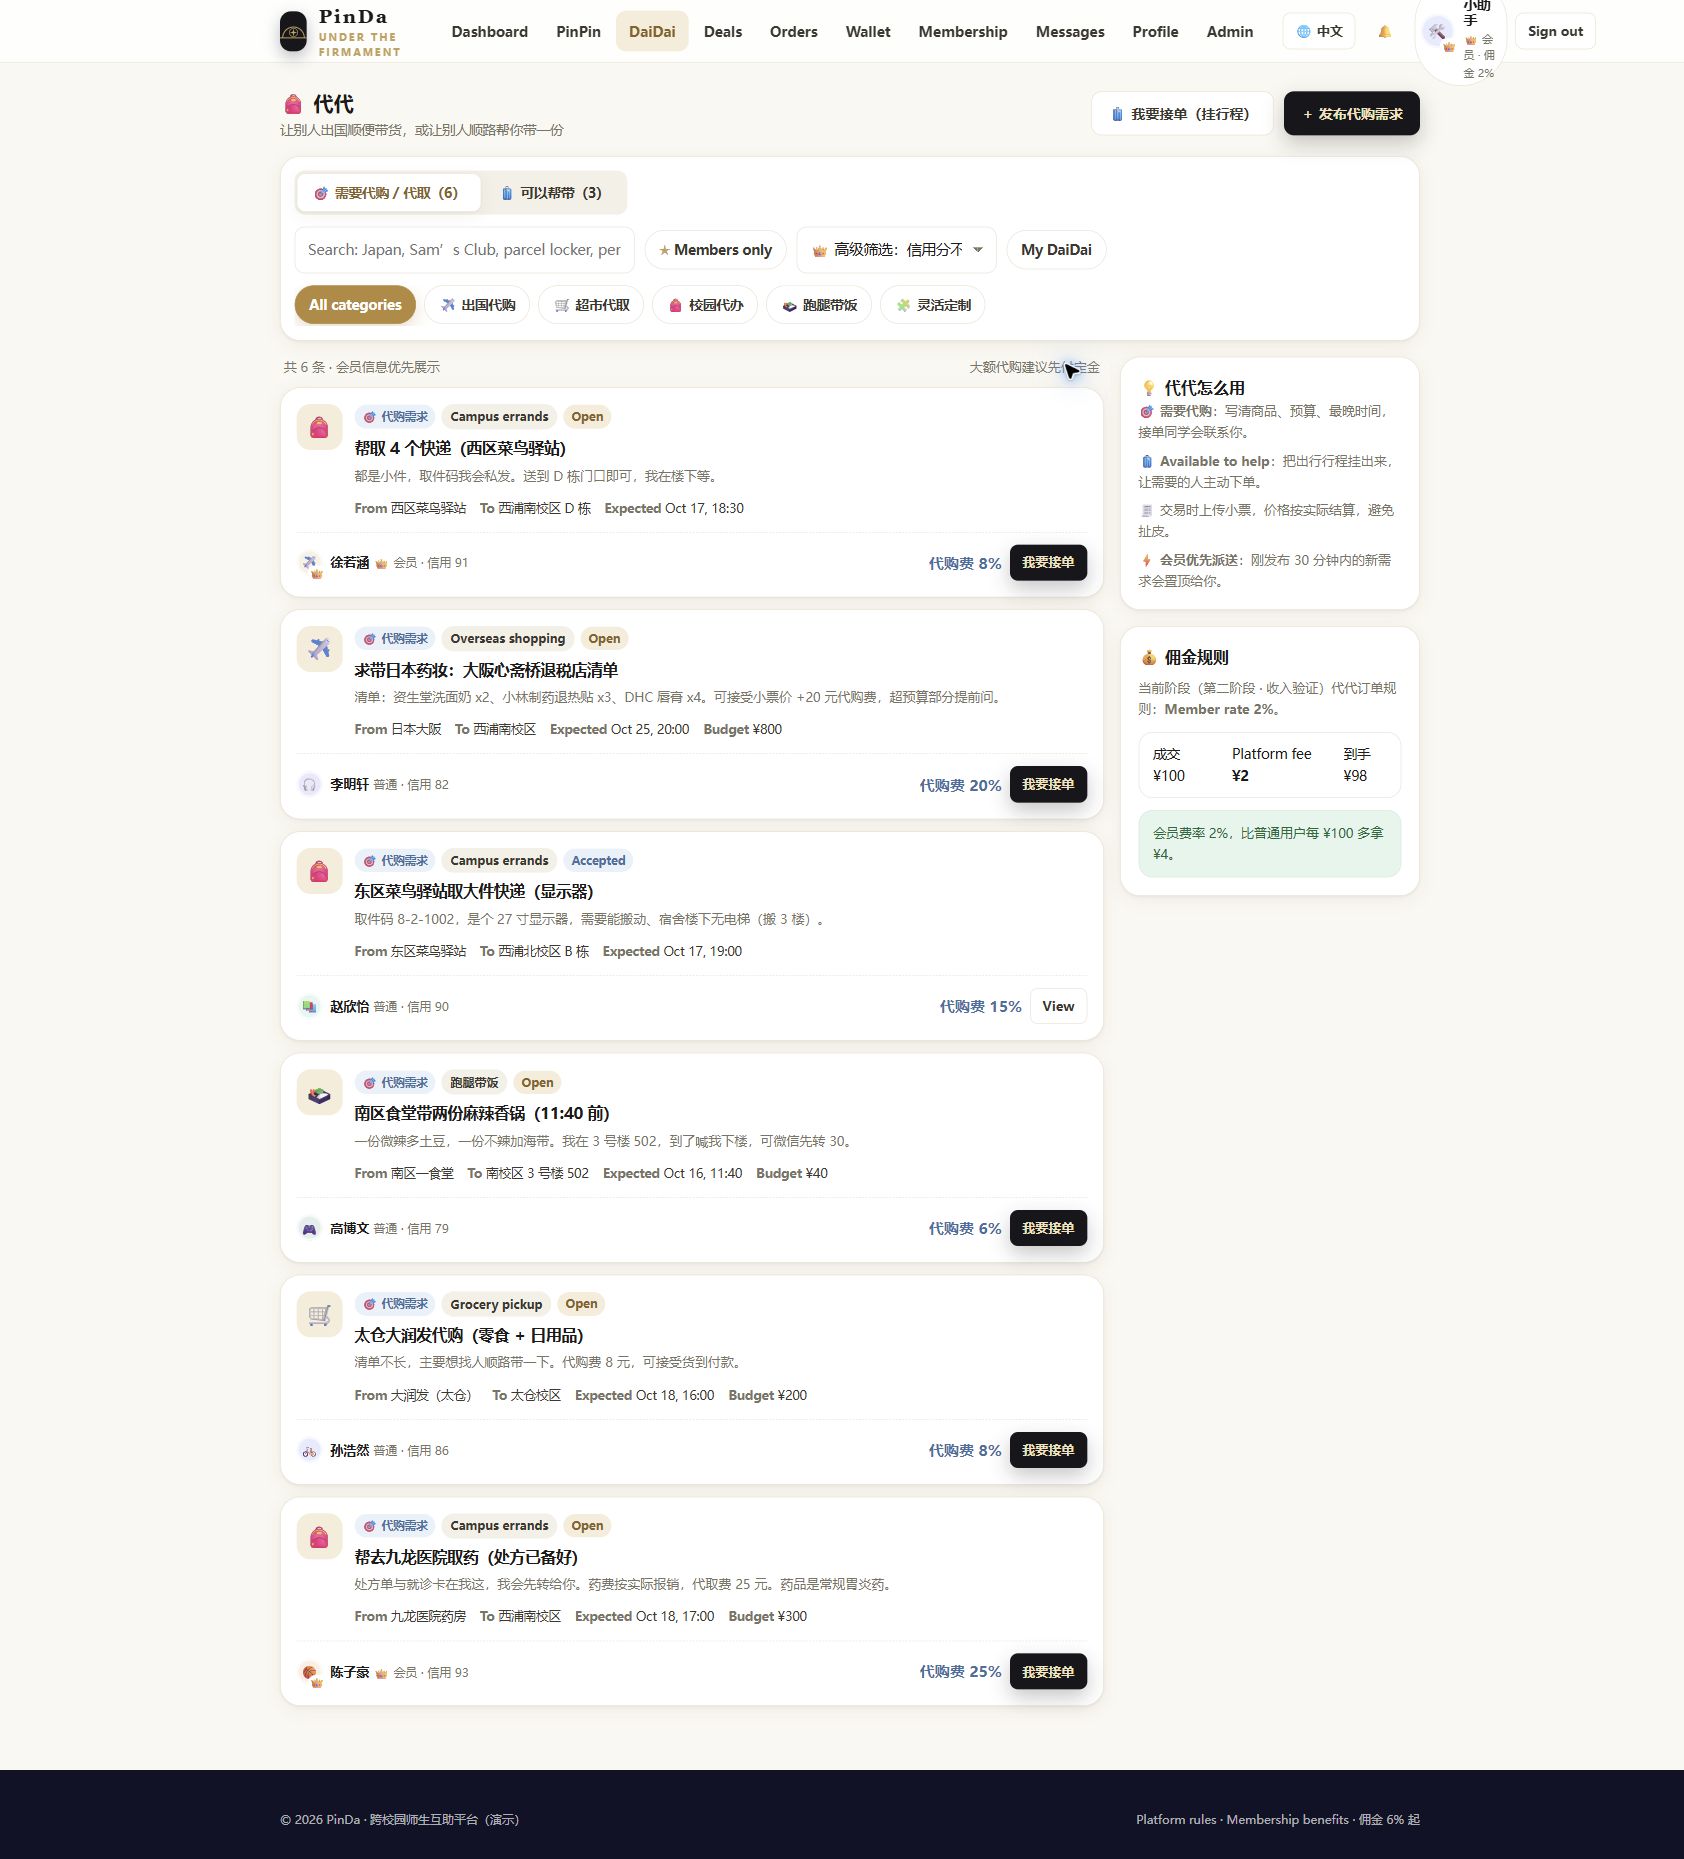 PinDa
UNDER THE
FIRMAMENT
Dashboard
PinPin
DaiDai
Deals
Orders
Wallet
Membership
Messages
Profile
Admin
中文
小助
手
会
员 · 佣
金 2%
Sign out
代代
让别人出国顺便带货，或让别人顺路帮你带一份
我要接单（挂行程）
+ 发布代购需求
需要代购 / 代取（6）
可以帮带（3）
Search: Japan, Sam's Club, parcel locker, per
★ Members only
高级筛选：信用分不
My DaiDai
All categories
出国代购
超市代取
校园代办
跑腿带饭
灵活定制
共 6 条 · 会员信息优先展示
大额代购建议先付定金
代购需求 Campus errands Open
帮取 4 个快递（西区菜鸟驿站）
都是小件，取件码我会私发。送到 D 栋门口即可，我在楼下等。
From 西区菜鸟驿站 To 西浦南校区 D 栋 Expected Oct 17, 18:30
徐若涵 会员 · 信用 91
代购费 8% 我要接单
代购需求 Overseas shopping Open
求带日本药妆：大阪心斋桥退税店清单
清单：资生堂洗面奶 x2、小林制药退热贴 x3、DHC 唇膏 x4。可接受小票价 +20 元代购费，超预算部分提前问。
From 日本大阪 To 西浦南校区 Expected Oct 25, 20:00 Budget ¥800
李明轩 普通 · 信用 82
代购费 20% 我要接单
代购需求 Campus errands Accepted
东区菜鸟驿站取大件快递（显示器）
取件码 8-2-1002，是个 27 寸显示器，需要能搬动、宿舍楼下无电梯（搬 3 楼）。
From 东区菜鸟驿站 To 西浦北校区 B 栋 Expected Oct 17, 19:00
赵欣怡 普通 · 信用 90
代购费 15% View
代购需求 跑腿带饭 Open
南区食堂带两份麻辣香锅（11:40 前）
一份微辣多土豆，一份不辣加海带。我在 3 号楼 502，到了喊我下楼，可微信先转 30。
From 南区一食堂 To 南校区 3 号楼 502 Expected Oct 16, 11:40 Budget ¥40
高博文 普通 · 信用 79
代购费 6% 我要接单
代购需求 Grocery pickup Open
太仓大润发代购（零食 + 日用品）
清单不长，主要想找人顺路带一下。代购费 8 元，可接受货到付款。
From 大润发（太仓） To 太仓校区 Expected Oct 18, 16:00 Budget ¥200
孙浩然 普通 · 信用 86
代购费 8% 我要接单
代购需求 Campus errands Open
帮去九龙医院取药（处方已备好）
处方单与就诊卡在我这，我会先转给你。药费按实际报销，代取费 25 元。药品是常规胃炎药。
From 九龙医院药房 To 西浦南校区 Expected Oct 18, 17:00 Budget ¥300
陈子豪 会员 · 信用 93
代购费 25% 我要接单
代代怎么用
需要代购：写清商品、预算、最晚时间，
接单同学会联系你。
Available to help：把出行行程挂出来，
让需要的人主动下单。
交易时上传小票，价格按实际结算，避免
扯皮。
会员优先派送：刚发布 30 分钟内的新需
求会置顶给你。
佣金规则
当前阶段（第二阶段 · 收入验证）代代订单规
则：Member rate 2%。
成交 Platform fee 到手
¥100 ¥2 ¥98
会员费率 2%，比普通用户每 ¥100 多拿
¥4。
© 2026 PinDa · 跨校园师生互助平台（演示）
Platform rules · Membership benefits · 佣金 6% 起